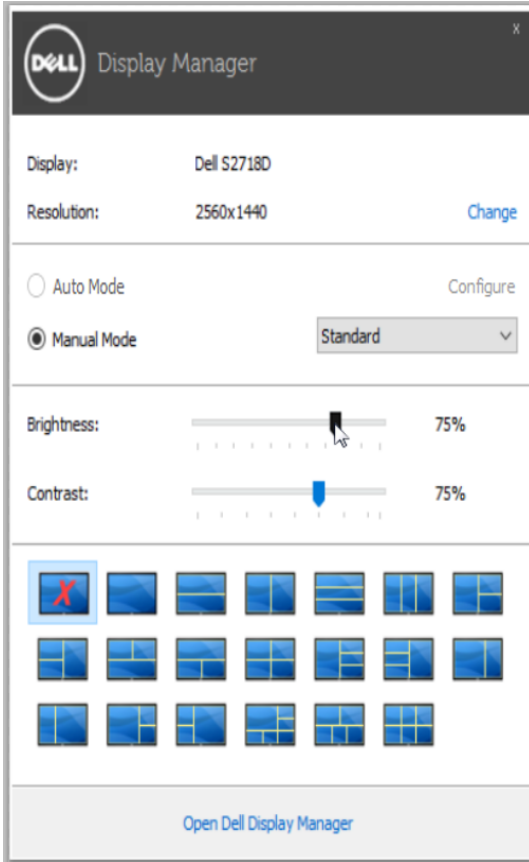 x
DELL Display Manager
Display: Dell S2718D
Resolution: 2560x1440 Change
Auto Mode Configure
Manual Mode Standard
Brightness: 75%
Contrast: 75%
Open Dell Display Manager